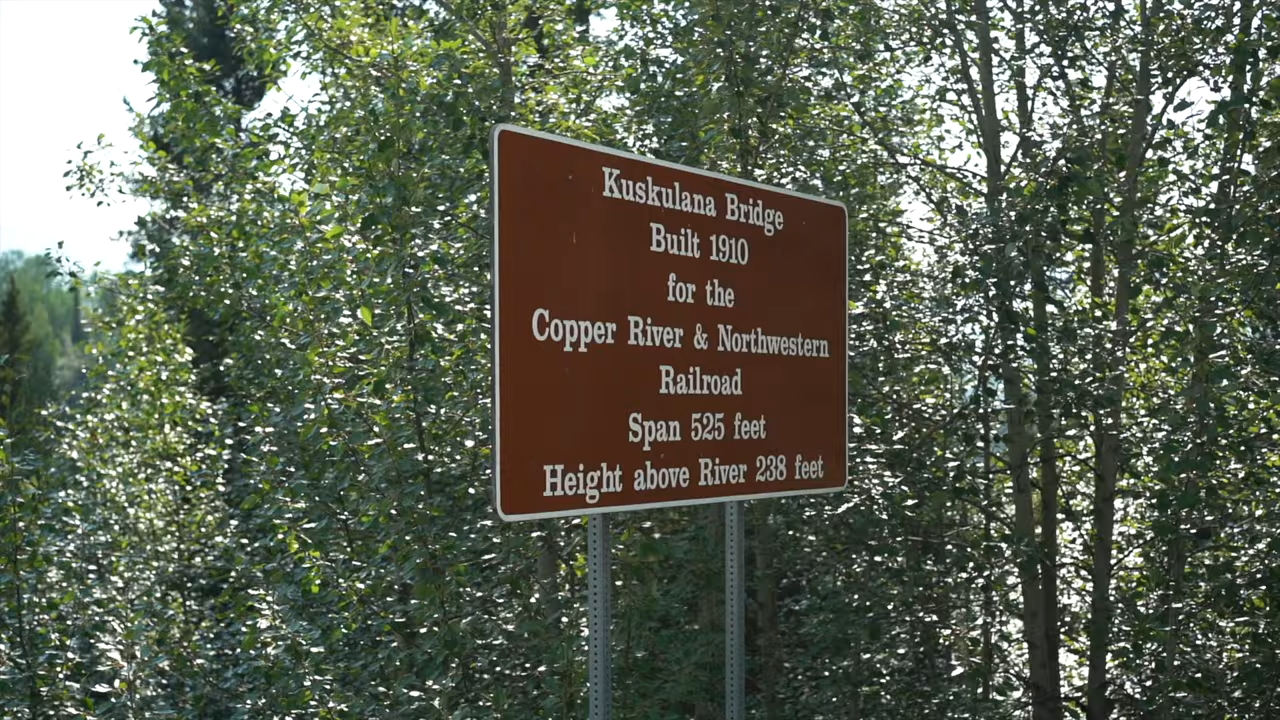 Kuskulana Bridge
Built 1910
for the
Copper River & Northwestern
Railroad
Span 525 feet
Height above River 238 feet